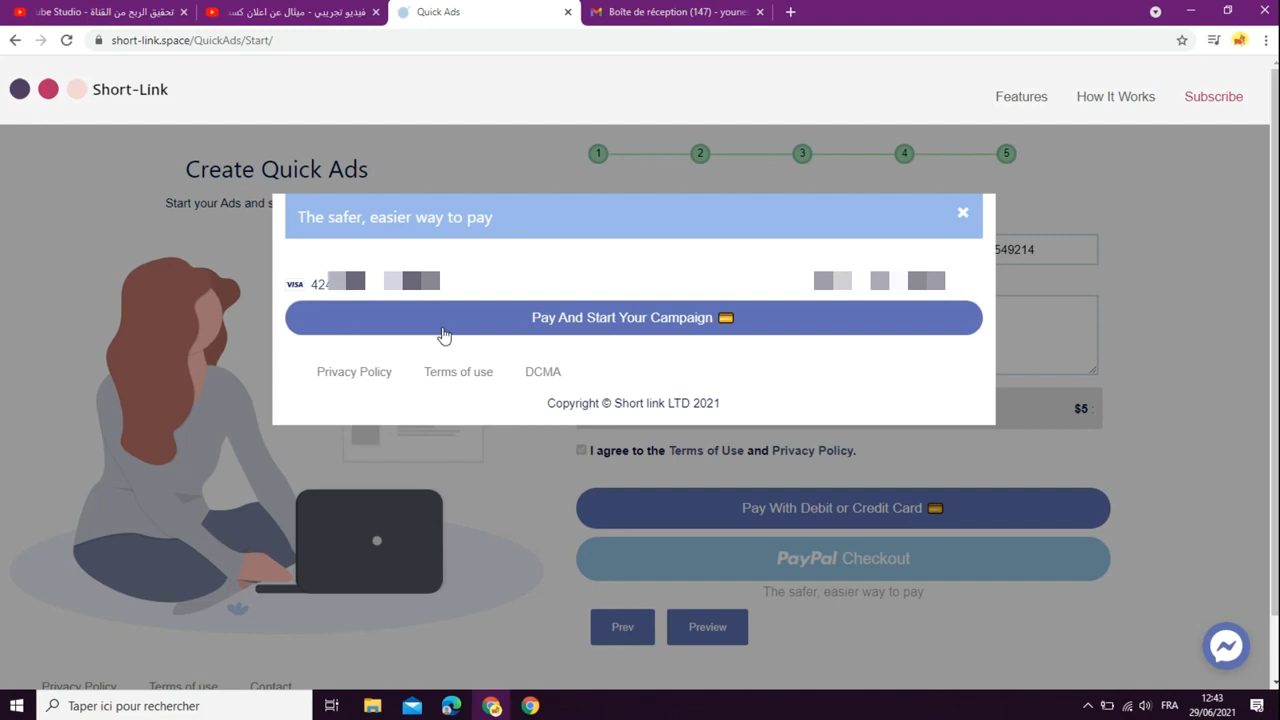 ube Studio - تحقيق الربح من القناة
فيديو تجريبي - ميثال عن اعلان كسد
Quick Ads
Boîte de réception (147) - youne
short-link.space/QuickAds/Start/
Short-Link
Features
How It Works
Subscribe
1
2
3
4
5
Create Quick Ads
Start your Ads and s
The safer, easier way to pay
549214
VISA 424
Pay And Start Your Campaign
Privacy Policy
Terms of use
DCMA
Copyright © Short link LTD 2021
$5 :
I agree to the Terms of Use and Privacy Policy.
Pay With Debit or Credit Card
PayPal Checkout
The safer, easier way to pay
Prev
Preview
Privacy Policy
Terms of use
Contact
Taper ici pour rechercher
FRA
12:43
29/06/2021